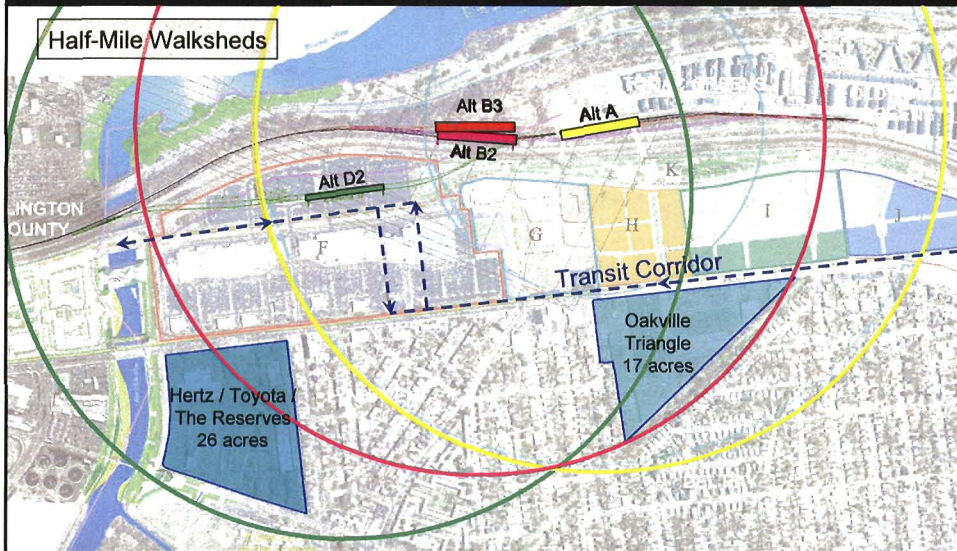 Half-Mile Walksheds
Alt B3
Alt A
Alt B2
Alt D2
K
LINGTON
OUNTY
F
G
H
I
J
Transit Corridor
Oakville
Triangle
17 acres
Hertz / Toyota /
The Reserves
26 acres